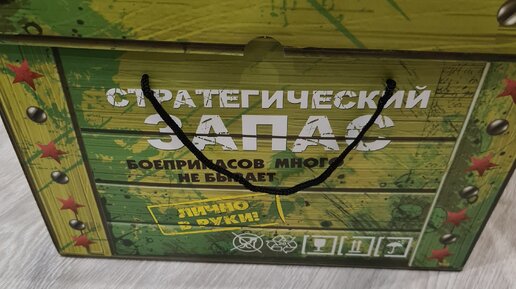 СТРАТЕГИЧЕСКИЙ
ЗАПАС
БОЕПРИПАСОВ МНОГО
НЕ БЫВАЕТ
ЛИЧНО
В РУКИ!